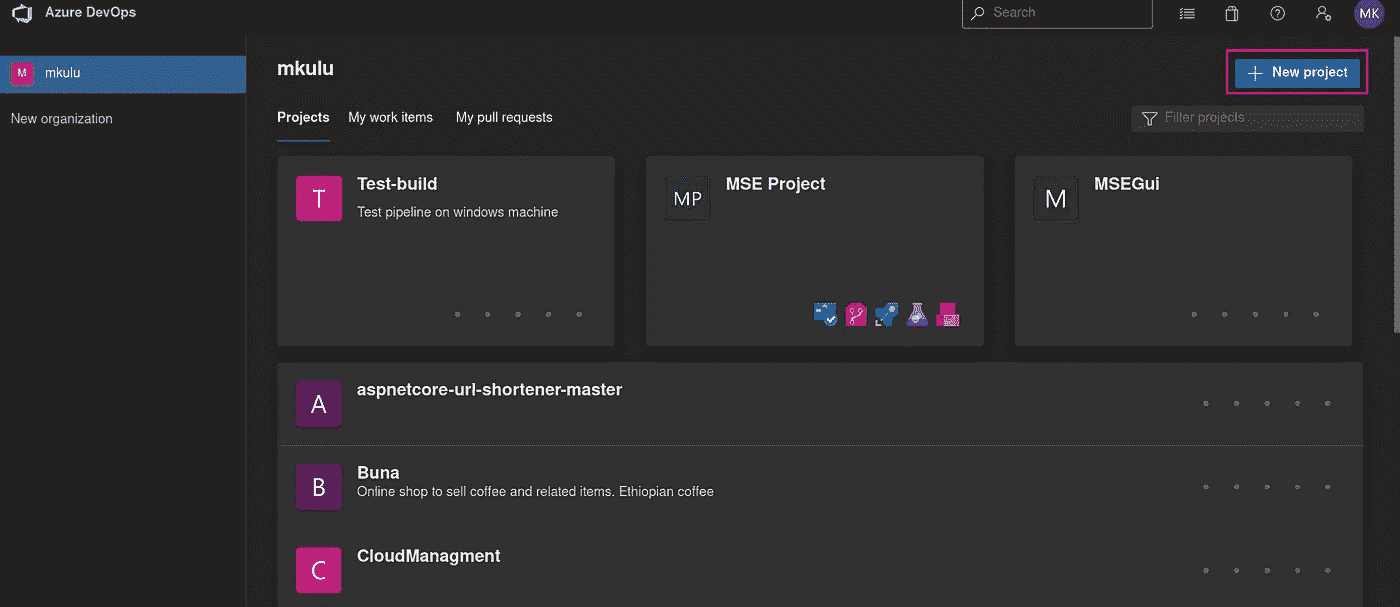 Azure DevOps
Search
MK
M
mkulu
New organization
mkulu
New project
Projects
My work items
My pull requests
Filter projects
T
Test-build
Test pipeline on windows machine
MP
MSE Project
M
MSEGui
A
aspnetcore-url-shortener-master
B
Buna
Online shop to sell coffee and related items. Ethiopian coffee
C
CloudManagment